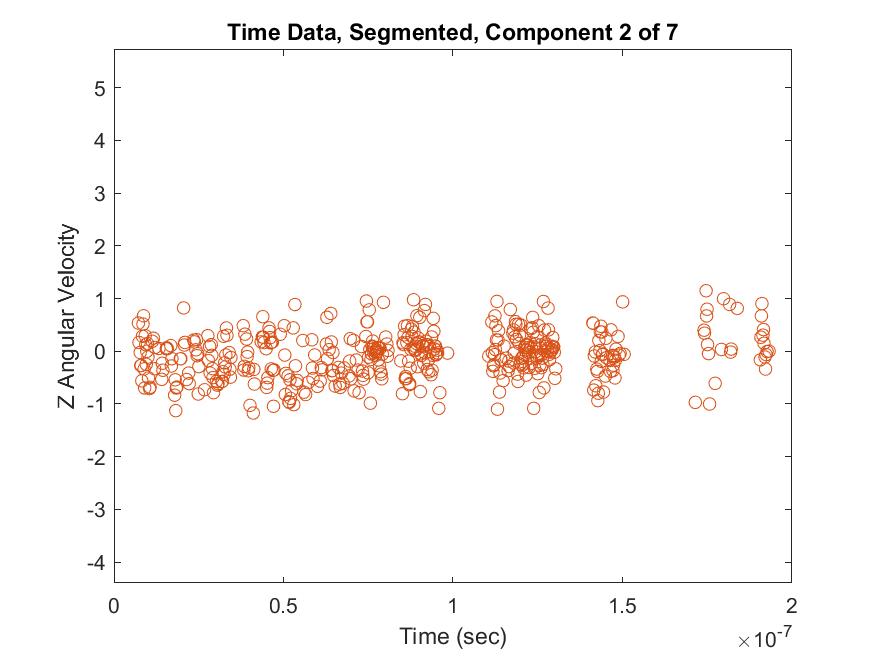 Time Data, Segmented, Component 2 of 7
5
4
3
2
1
0
-1
-2
-3
-4
Z Angular Velocity
0 0.5 1 1.5 2
Time (sec)
×10⁻⁷